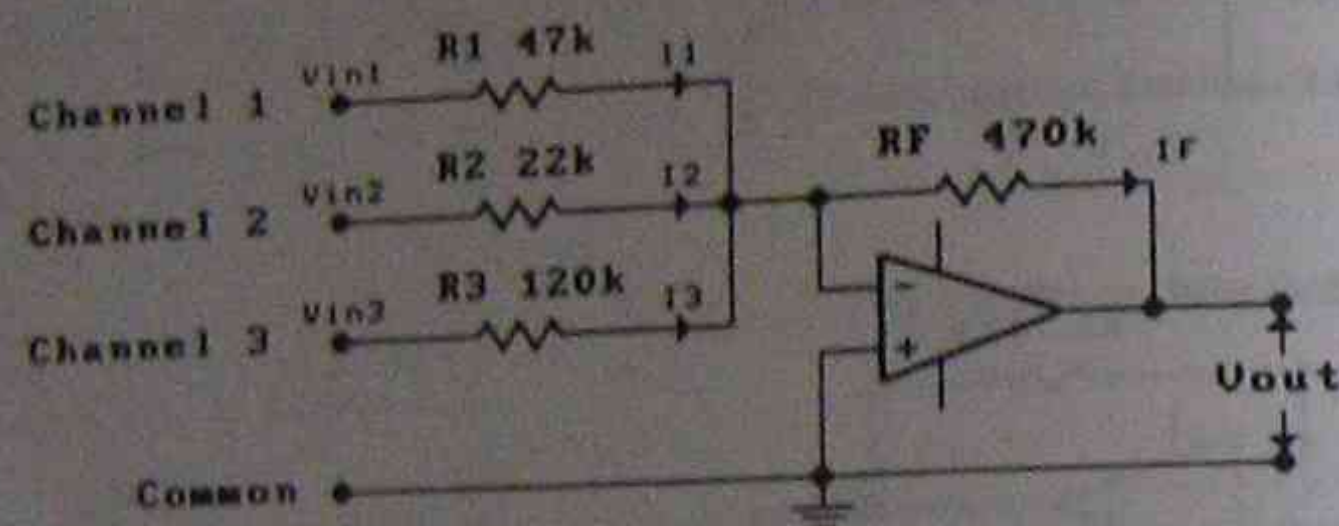 R1 47k I1
Vin1
Channel 1
RF 470k IF
R2 22k I2
Vin2
Channel 2
-
R3 120k I3
Vin3
Channel 3
+
Vout
Common